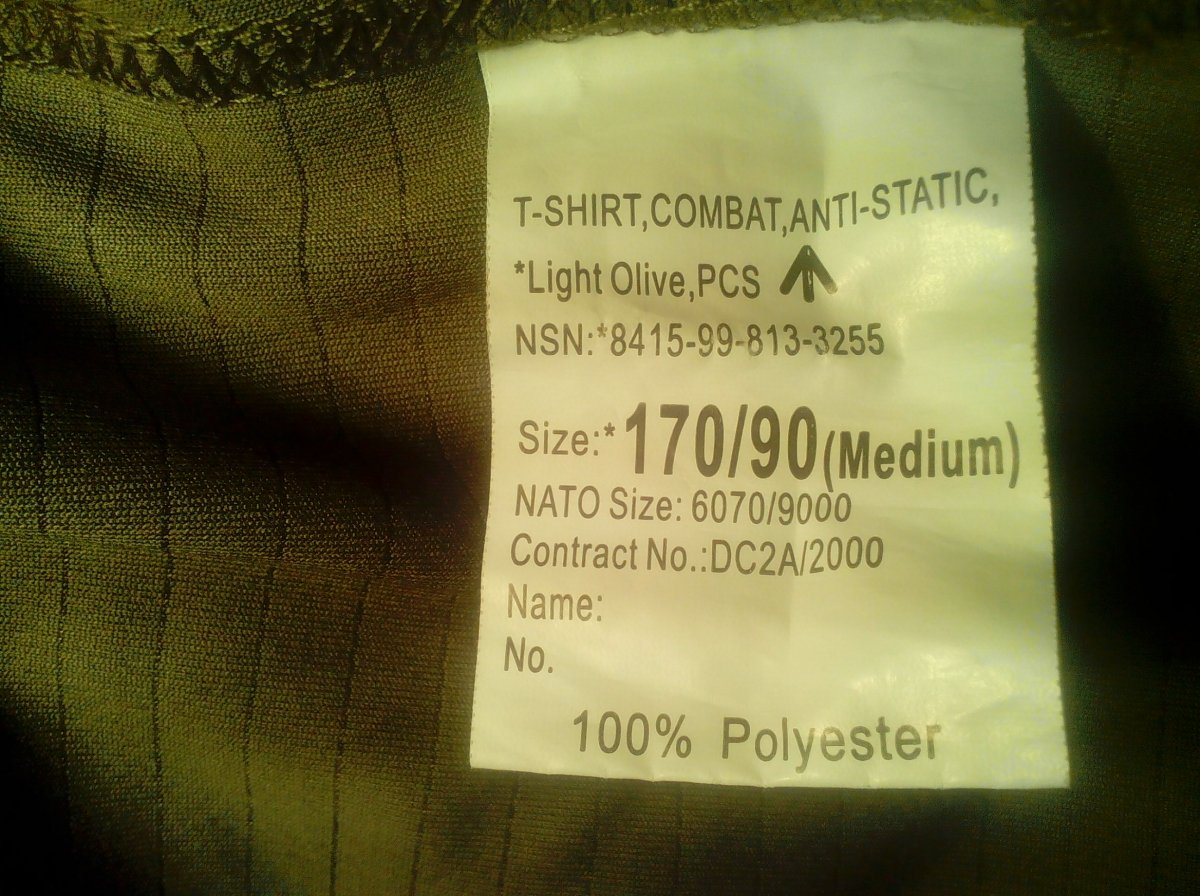 T-SHIRT,COMBAT,ANTI-STATIC,
*Light Olive,PCS
NSN:*8415-99-813-3255
Size:*170/90(Medium)
NATO Size: 6070/9000
Contract No.:DC2A/2000
Name:
No.
100% Polyester